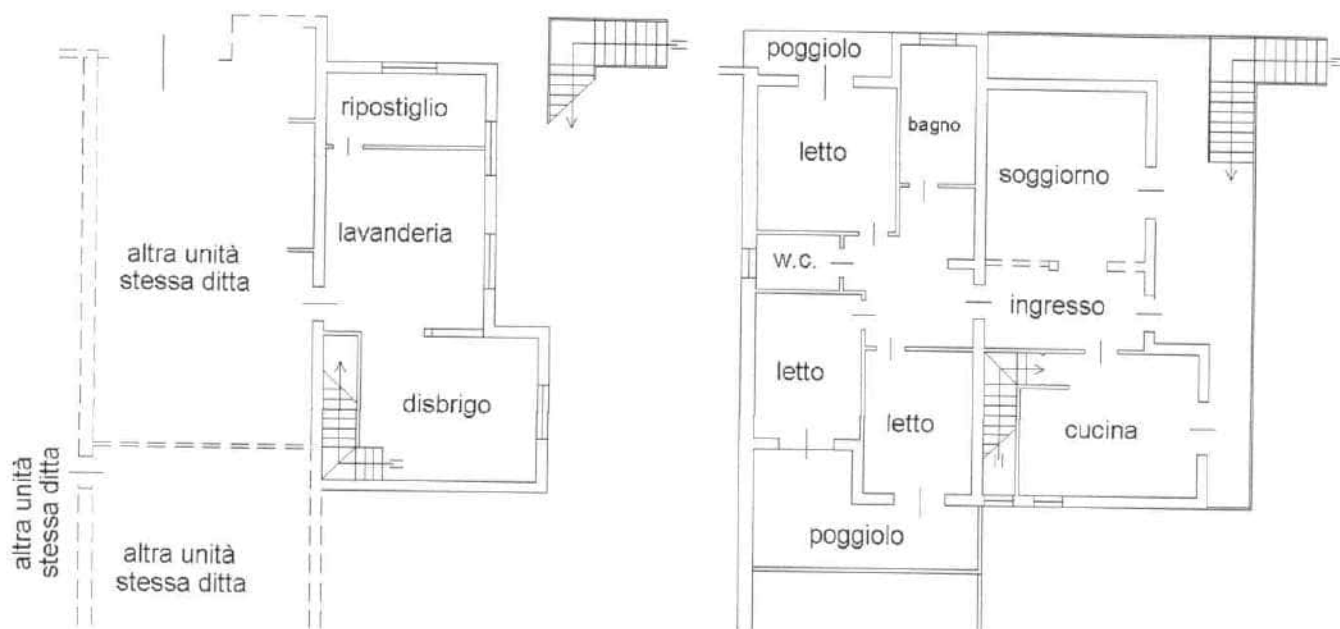 ripostiglio
lavanderia
altra unità
stessa ditta
disbrigo
altra unità
stessa ditta
altra unità
stessa ditta
poggiolo
bagno
letto
soggiorno
w.c.
ingresso
letto
letto
cucina
poggiolo